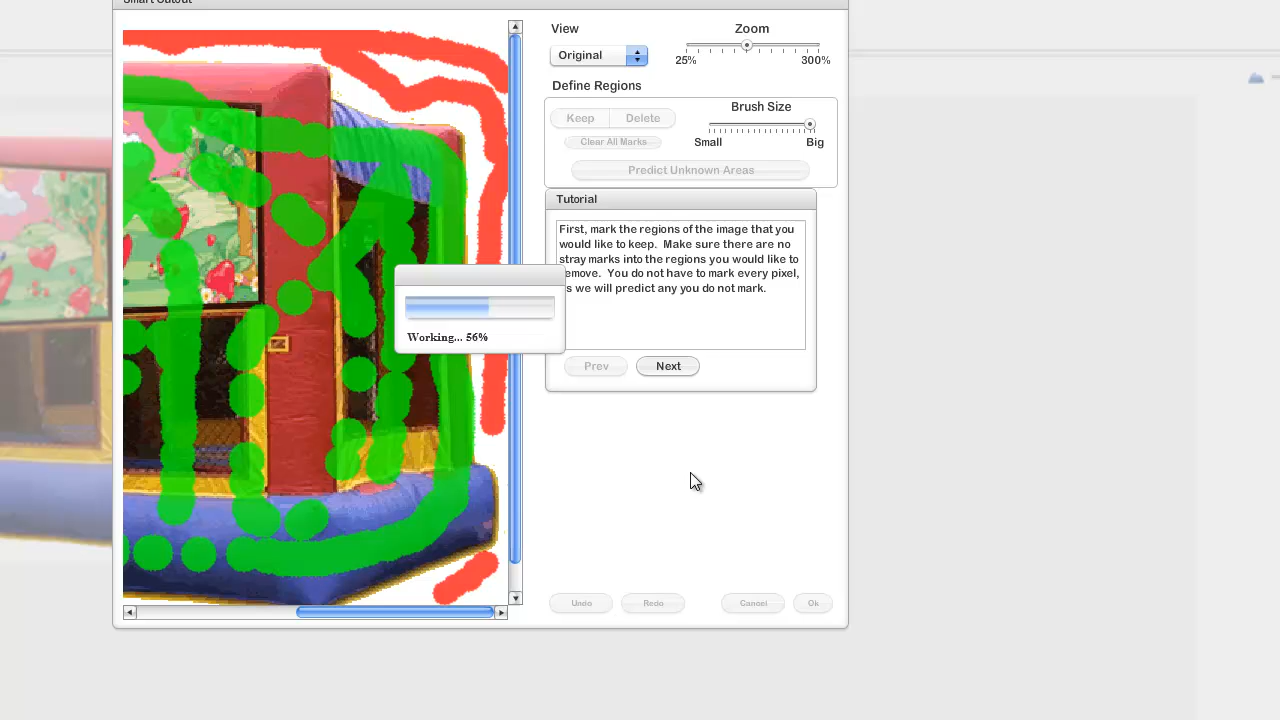 Smart Cutout
View
Zoom
Original
25%
300%
Define Regions
Brush Size
Keep
Delete
Clear All Marks
Small
Big
Predict Unknown Areas
Tutorial
First, mark the regions of the image that you
would like to keep. Make sure there are no
stray marks into the regions you would like to
emove. You do not have to mark every pixel,
s we will predict any you do not mark.
Working... 56%
Prev
Next
Undo
Redo
Cancel
Ok